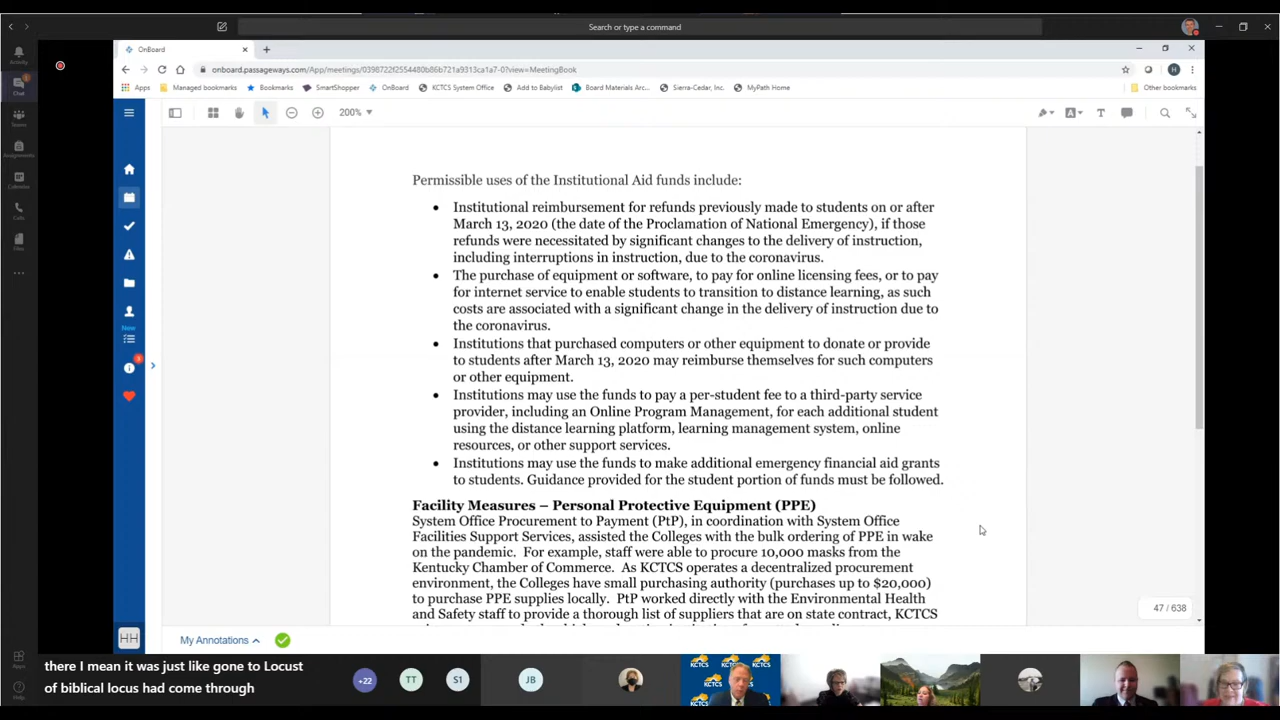 Search or type a command
OnBoard
onboard.passageways.com/App/meetings/0398722f2554480b86b721a9313ca1a7-0?view=MeetingBook
Apps Managed bookmarks Bookmarks SmartShopper OnBoard KCTCS System Office Add to Babylist Board Materials Arc... Sierra-Cedar, Inc. MyPath Home Other bookmarks
Activity
Chat
Teams
Assignments
Calendar
Calls
Files
200%
Permissible uses of the Institutional Aid funds include:
• Institutional reimbursement for refunds previously made to students on or after
March 13, 2020 (the date of the Proclamation of National Emergency), if those
refunds were necessitated by significant changes to the delivery of instruction,
including interruptions in instruction, due to the coronavirus.
• The purchase of equipment or software, to pay for online licensing fees, or to pay
for internet service to enable students to transition to distance learning, as such
costs are associated with a significant change in the delivery of instruction due to
the coronavirus.
• Institutions that purchased computers or other equipment to donate or provide
to students after March 13, 2020 may reimburse themselves for such computers
or other equipment.
• Institutions may use the funds to pay a per-student fee to a third-party service
provider, including an Online Program Management, for each additional student
using the distance learning platform, learning management system, online
resources, or other support services.
• Institutions may use the funds to make additional emergency financial aid grants
to students. Guidance provided for the student portion of funds must be followed.
Facility Measures – Personal Protective Equipment (PPE)
System Office Procurement to Payment (PtP), in coordination with System Office
Facilities Support Services, assisted the Colleges with the bulk ordering of PPE in wake
on the pandemic. For example, staff were able to procure 10,000 masks from the
Kentucky Chamber of Commerce. As KCTCS operates a decentralized procurement
environment, the Colleges have small purchasing authority (purchases up to $20,000)
to purchase PPE supplies locally. PtP worked directly with the Environmental Health
and Safety staff to provide a thorough list of suppliers that are on state contract, KCTCS
New
47 / 638
HH
My Annotations
Apps
Help
there I mean it was just like gone to Locust
of biblical locus had come through
+22
TT
S1
JB
KCTCS
KCTCS